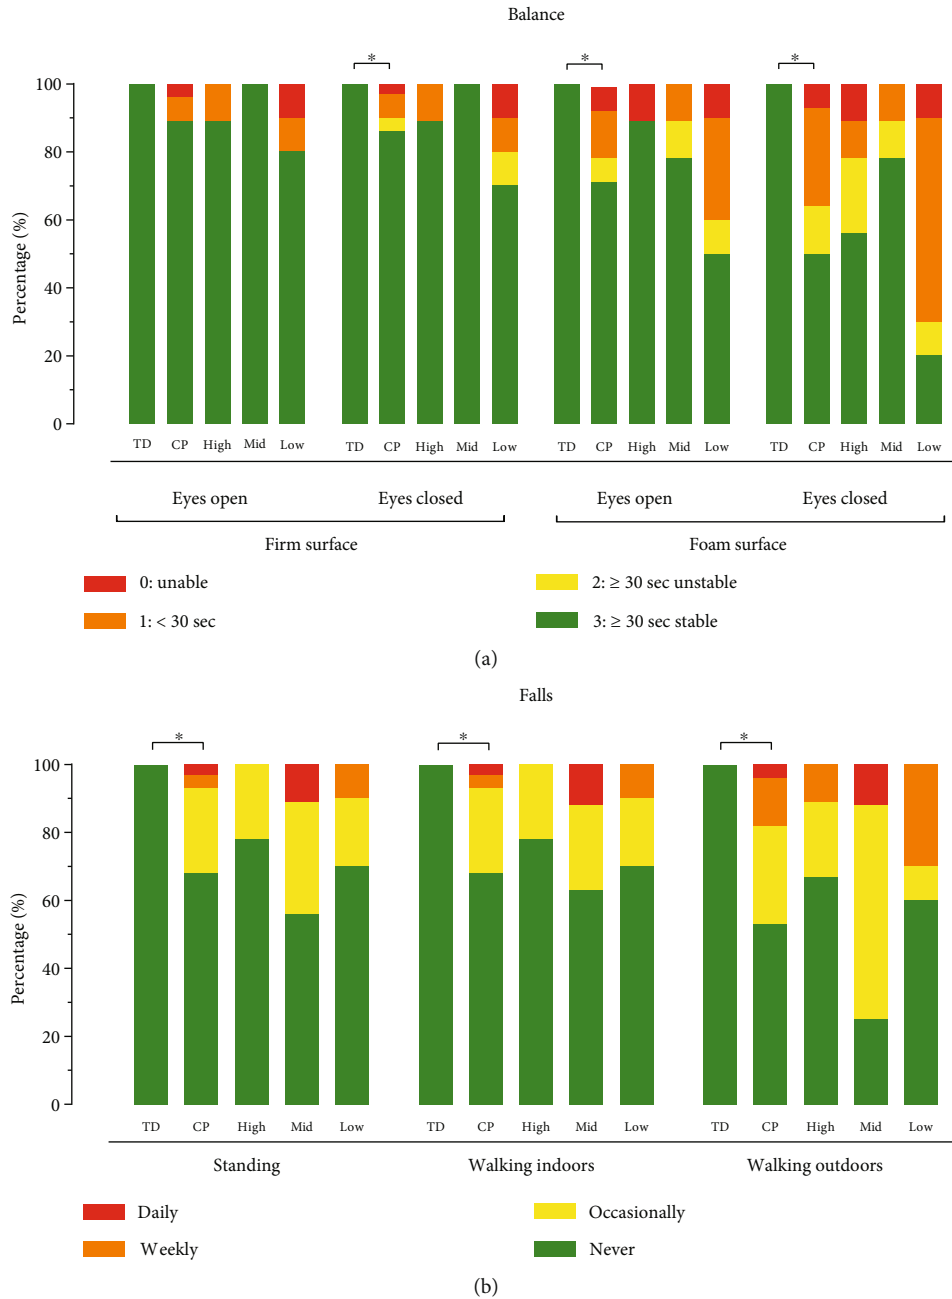 Balance
* * *
100
80
60
40
20
0
Percentage (%)
TD CP High Mid Low TD CP High Mid Low TD CP High Mid Low TD CP High Mid Low
Eyes open Eyes closed Eyes open Eyes closed
Firm surface Foam surface
0: unable 2: ≥ 30 sec unstable
1: < 30 sec 3: ≥ 30 sec stable
(a)
Falls
* * *
100
80
60
40
20
0
Percentage (%)
TD CP High Mid Low TD CP High Mid Low TD CP High Mid Low
Standing Walking indoors Walking outdoors
Daily Occasionally
Weekly Never
(b)